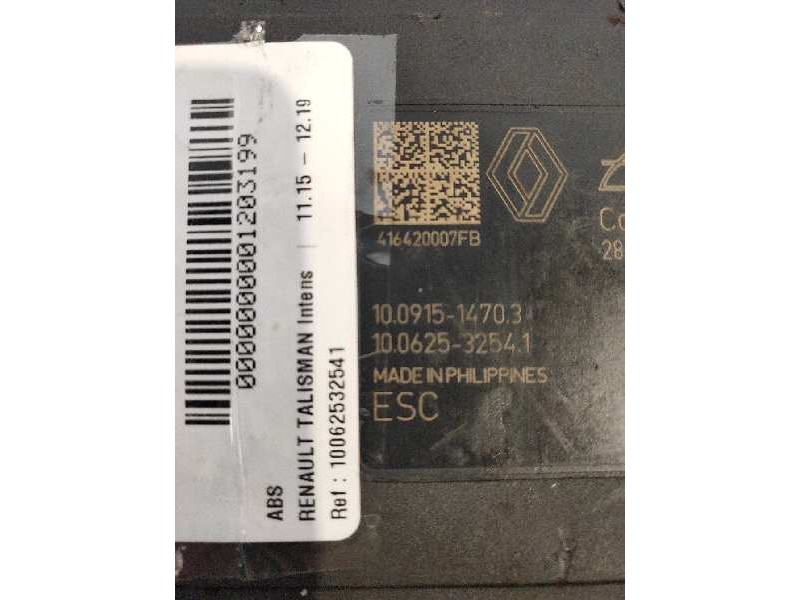 0000000001203199
ABS
RENAULT TALISMAN Intens | 11.15 – 12.19
Ref : 10062532541
416420007FB
28
10.0915-1470.3
10.0625-3254.1
MADE IN PHILIPPINES
ESC